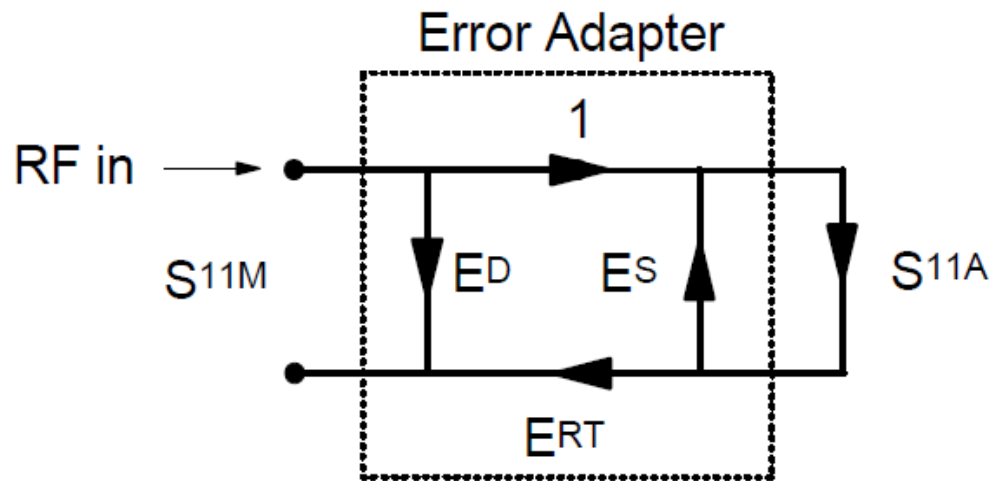 Error Adapter
1
RF in
S11M
ED
ES
S11A
ERT